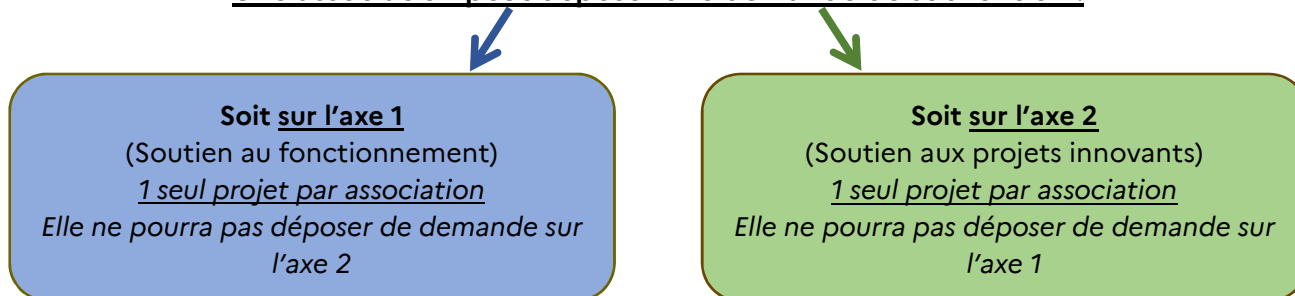 Soit sur l’axe 1
(Soutien au fonctionnement)
1 seul projet par association
Elle ne pourra pas déposer de demande sur
l’axe 2
Soit sur l’axe 2
(Soutien aux projets innovants)
1 seul projet par association
Elle ne pourra pas déposer de demande sur
l’axe 1